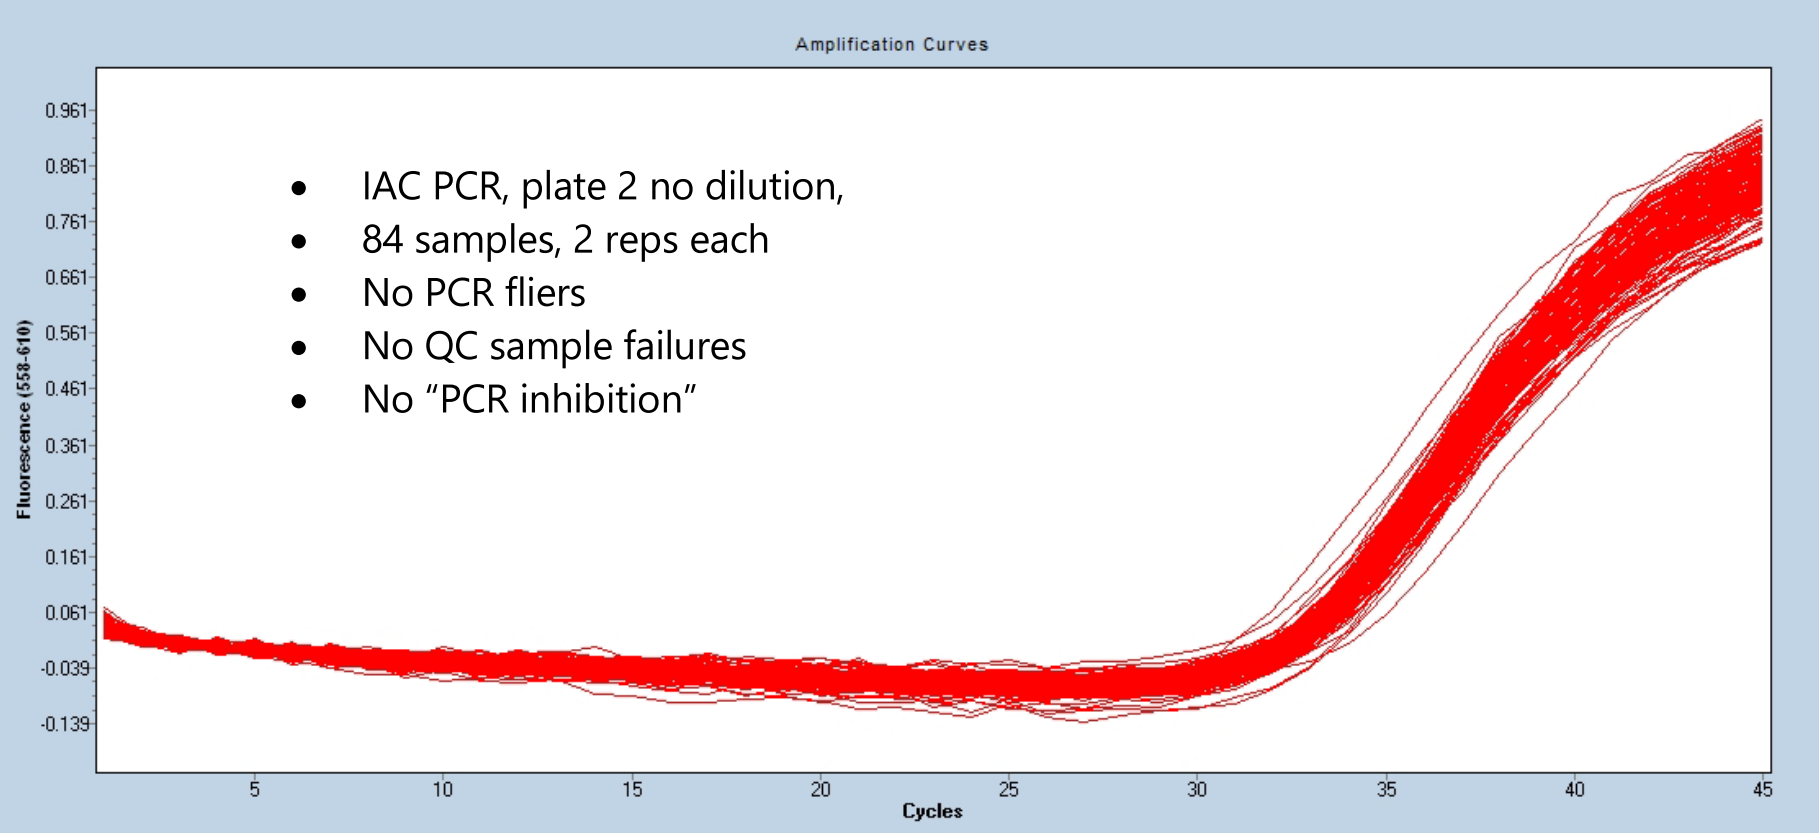 Amplification Curves
0.961
0.861
0.761
0.661
0.561
0.461
0.361
0.261
0.161
0.061
-0.039
-0.139
Fluorescence (558-610)
• IAC PCR, plate 2 no dilution,
• 84 samples, 2 reps each
• No PCR fliers
• No QC sample failures
• No “PCR inhibition”
5 10 15 20 25 30 35 40 45
Cycles